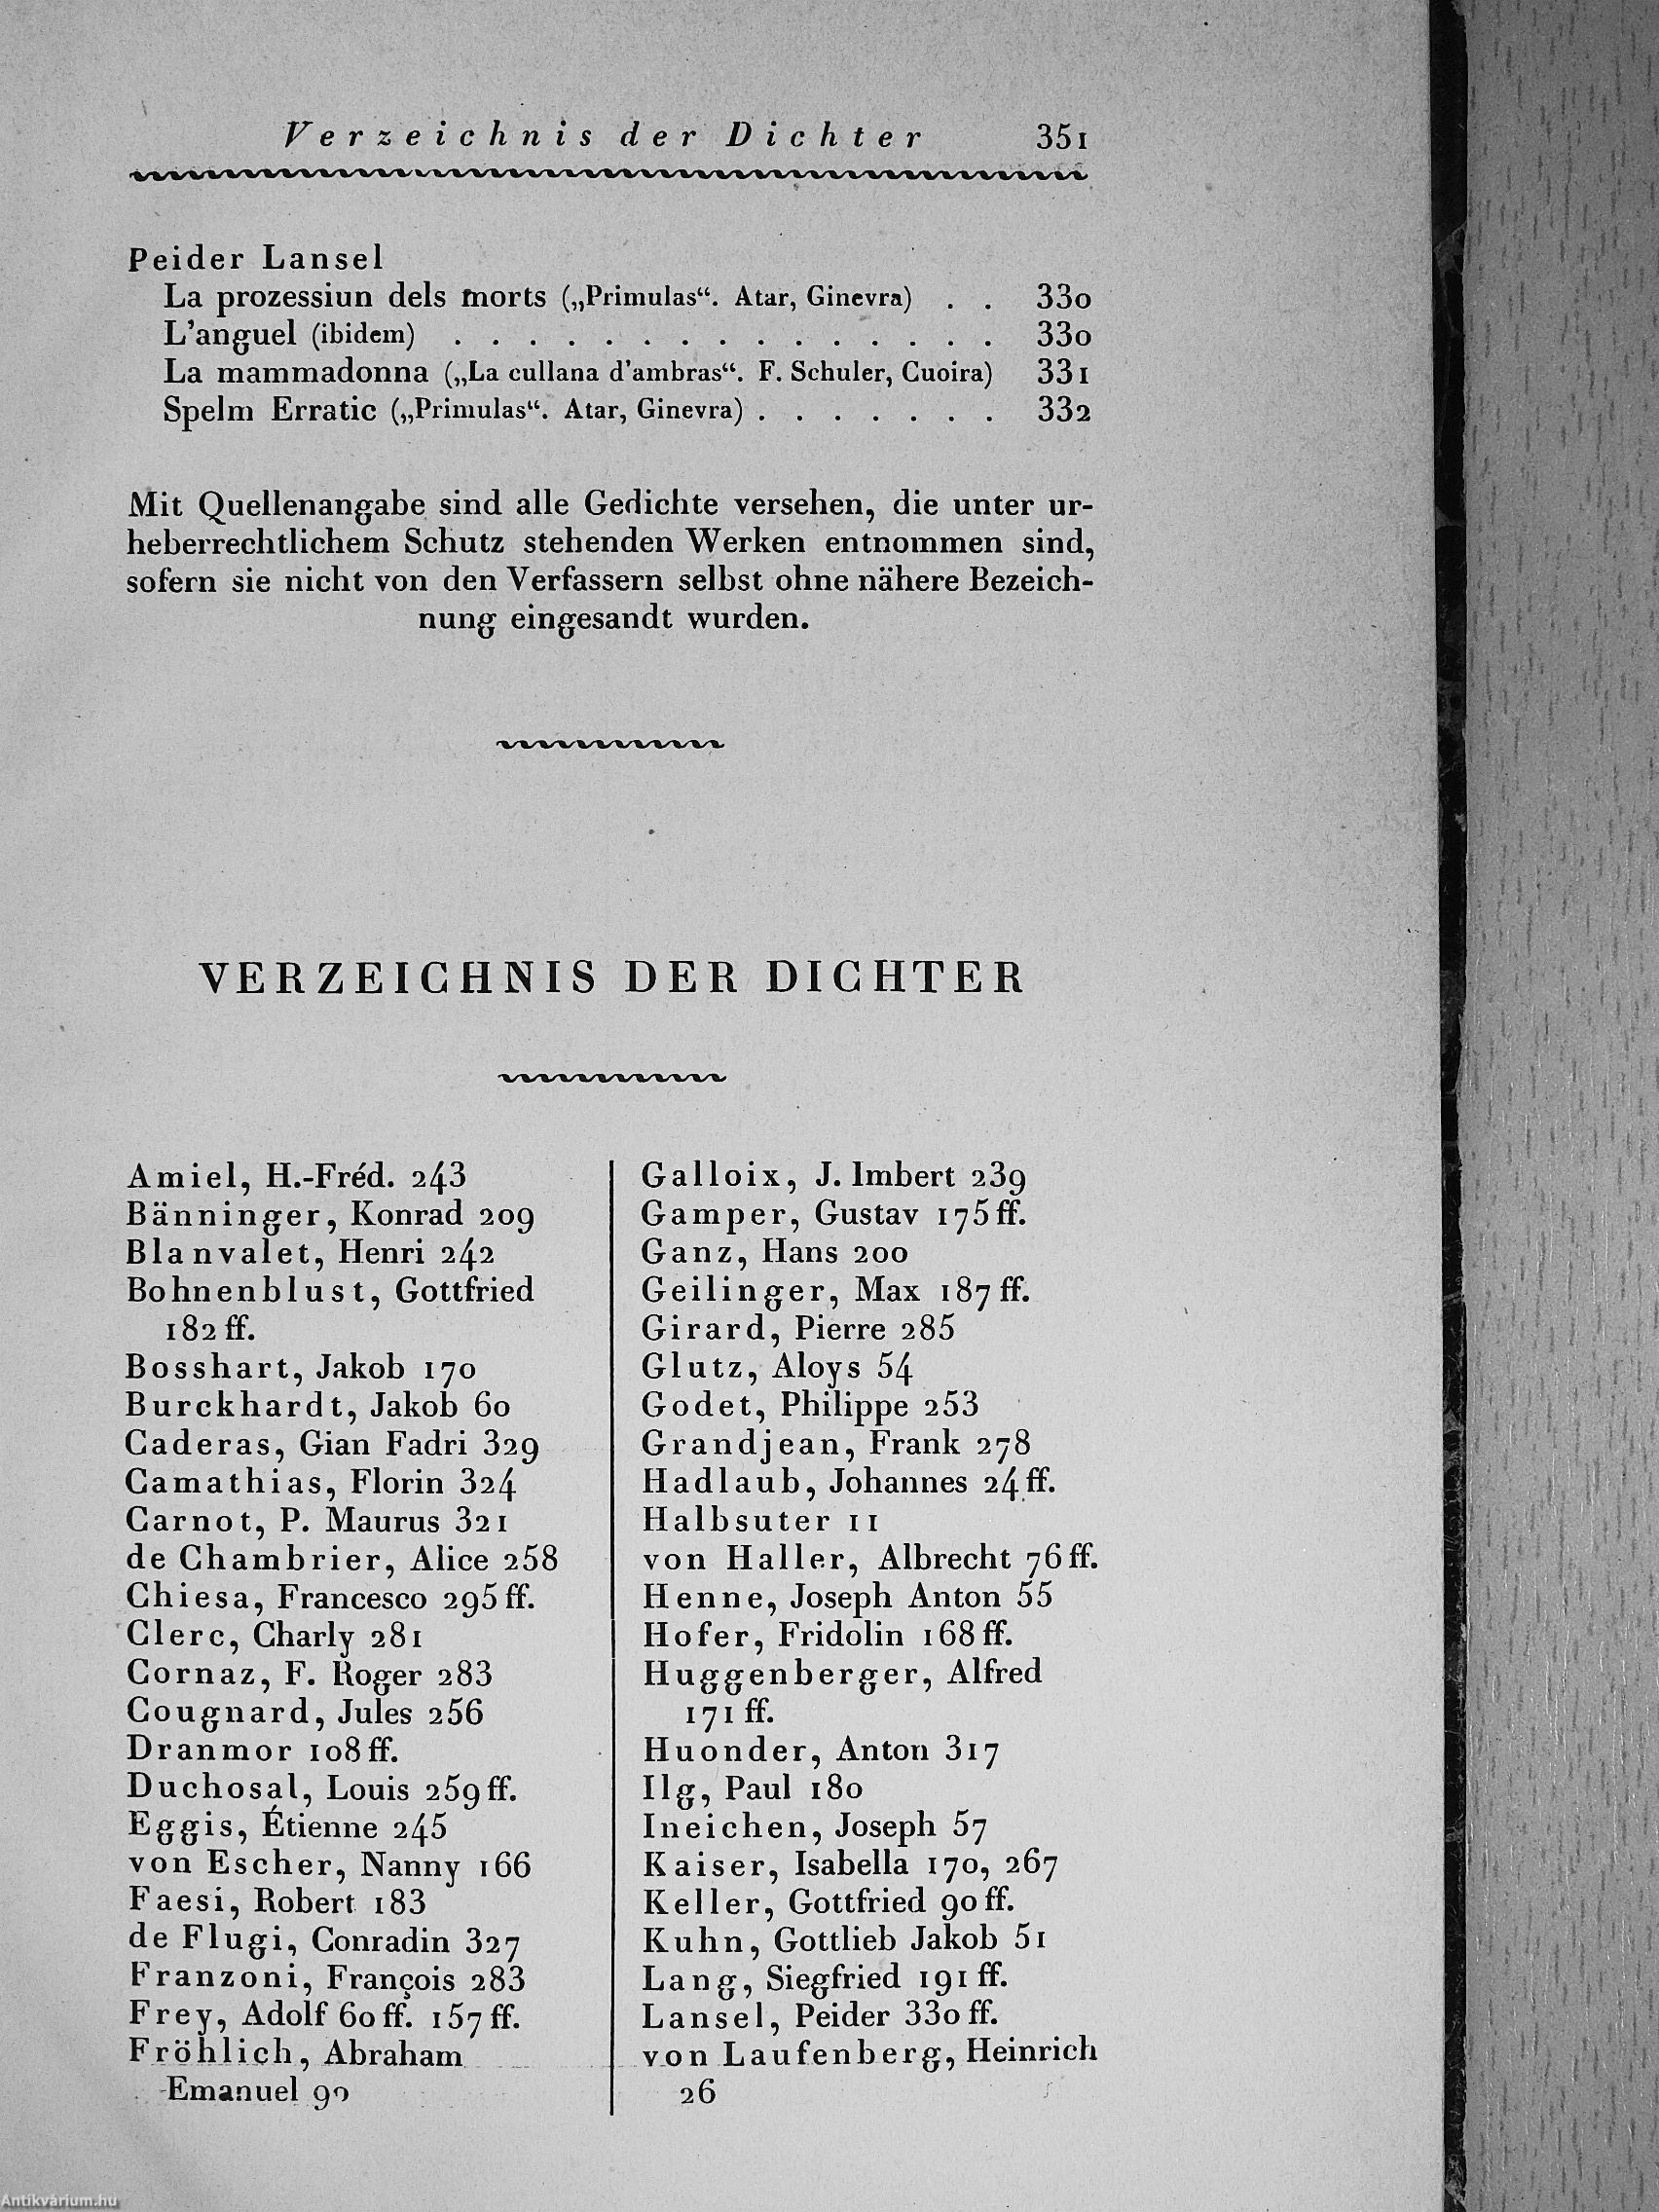 Verzeichnis der Dichter 351
Peider Lansel
La prozessiun dels morts („Primulas“. Atar, Ginevra) . . 330
L'anguel (ibidem) . . . . . . . . . . . . . . . 330
La mammadonna („La cullana d'ambras“. F. Schuler, Cuoira) 331
Spelm Erratic („Primulas“. Atar, Ginevra) . . . . . . . 332
Mit Quellenangabe sind alle Gedichte versehen, die unter ur-
heberrechtlichem Schutz stehenden Werken entnommen sind,
sofern sie nicht von den Verfassern selbst ohne nähere Bezeich-
nung eingesandt wurden.
VERZEICHNIS DER DICHTER
Amiel, H.-Fréd. 243
Bänninger, Konrad 209
Blanvalet, Henri 242
Bohnenblust, Gottfried
182 ff.
Bosshart, Jakob 170
Burckhardt, Jakob 60
Caderas, Gian Fadri 329
Camathias, Florin 324
Carnot, P. Maurus 321
de Chambrier, Alice 258
Chiesa, Francesco 295 ff.
Clerc, Charly 281
Cornaz, F. Roger 283
Cougnard, Jules 256
Dranmor 108 ff.
Duchosal, Louis 259 ff.
Eggis, Étienne 245
von Escher, Nanny 166
Faesi, Robert 183
de Flugi, Conradin 327
Franzoni, François 283
Frey, Adolf 60 ff. 157 ff.
Fröhlich, Abraham
Emanuel 90
Galloix, J. Imbert 239
Gamper, Gustav 175 ff.
Ganz, Hans 200
Geilinger, Max 187 ff.
Girard, Pierre 285
Glutz, Aloys 54
Godet, Philippe 253
Grandjean, Frank 278
Hadlaub, Johannes 24 ff.
Halbsuter 11
von Haller, Albrecht 76 ff.
Henne, Joseph Anton 55
Hofer, Fridolin 168 ff.
Huggenberger, Alfred
171 ff.
Huonder, Anton 317
Ilg, Paul 180
Ineichen, Joseph 57
Kaiser, Isabella 170, 267
Keller, Gottfried 90 ff.
Kuhn, Gottlieb Jakob 51
Lang, Siegfried 191 ff.
Lansel, Peider 330 ff.
von Laufenberg, Heinrich
26
Antikvárium.hu